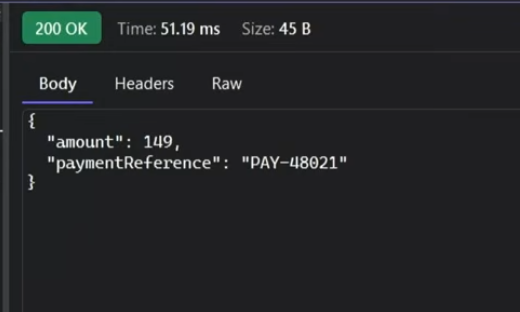 200 OK Time: 51.19 ms Size: 45 B
Body Headers Raw
{
"amount": 149,
"paymentReference": "PAY-48021"
}